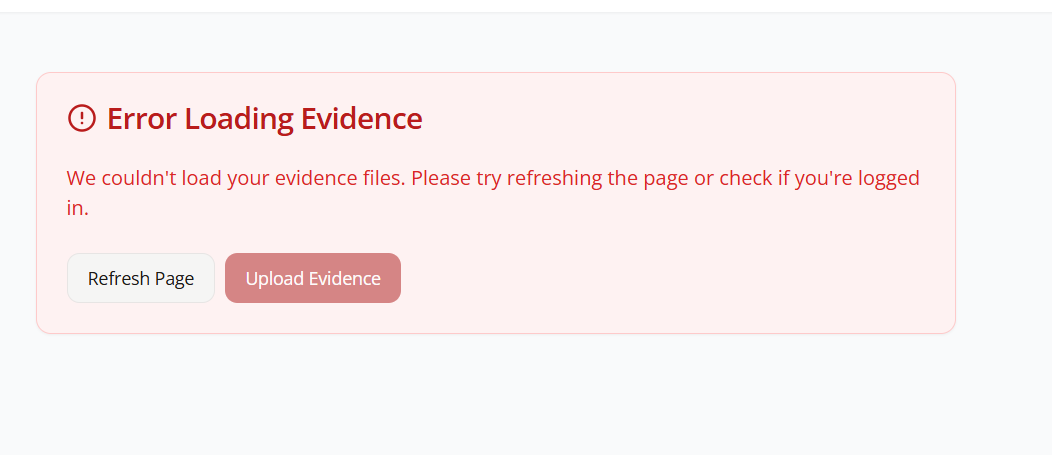 Error Loading Evidence
We couldn't load your evidence files. Please try refreshing the page or check if you're logged
in.
Refresh Page
Upload Evidence